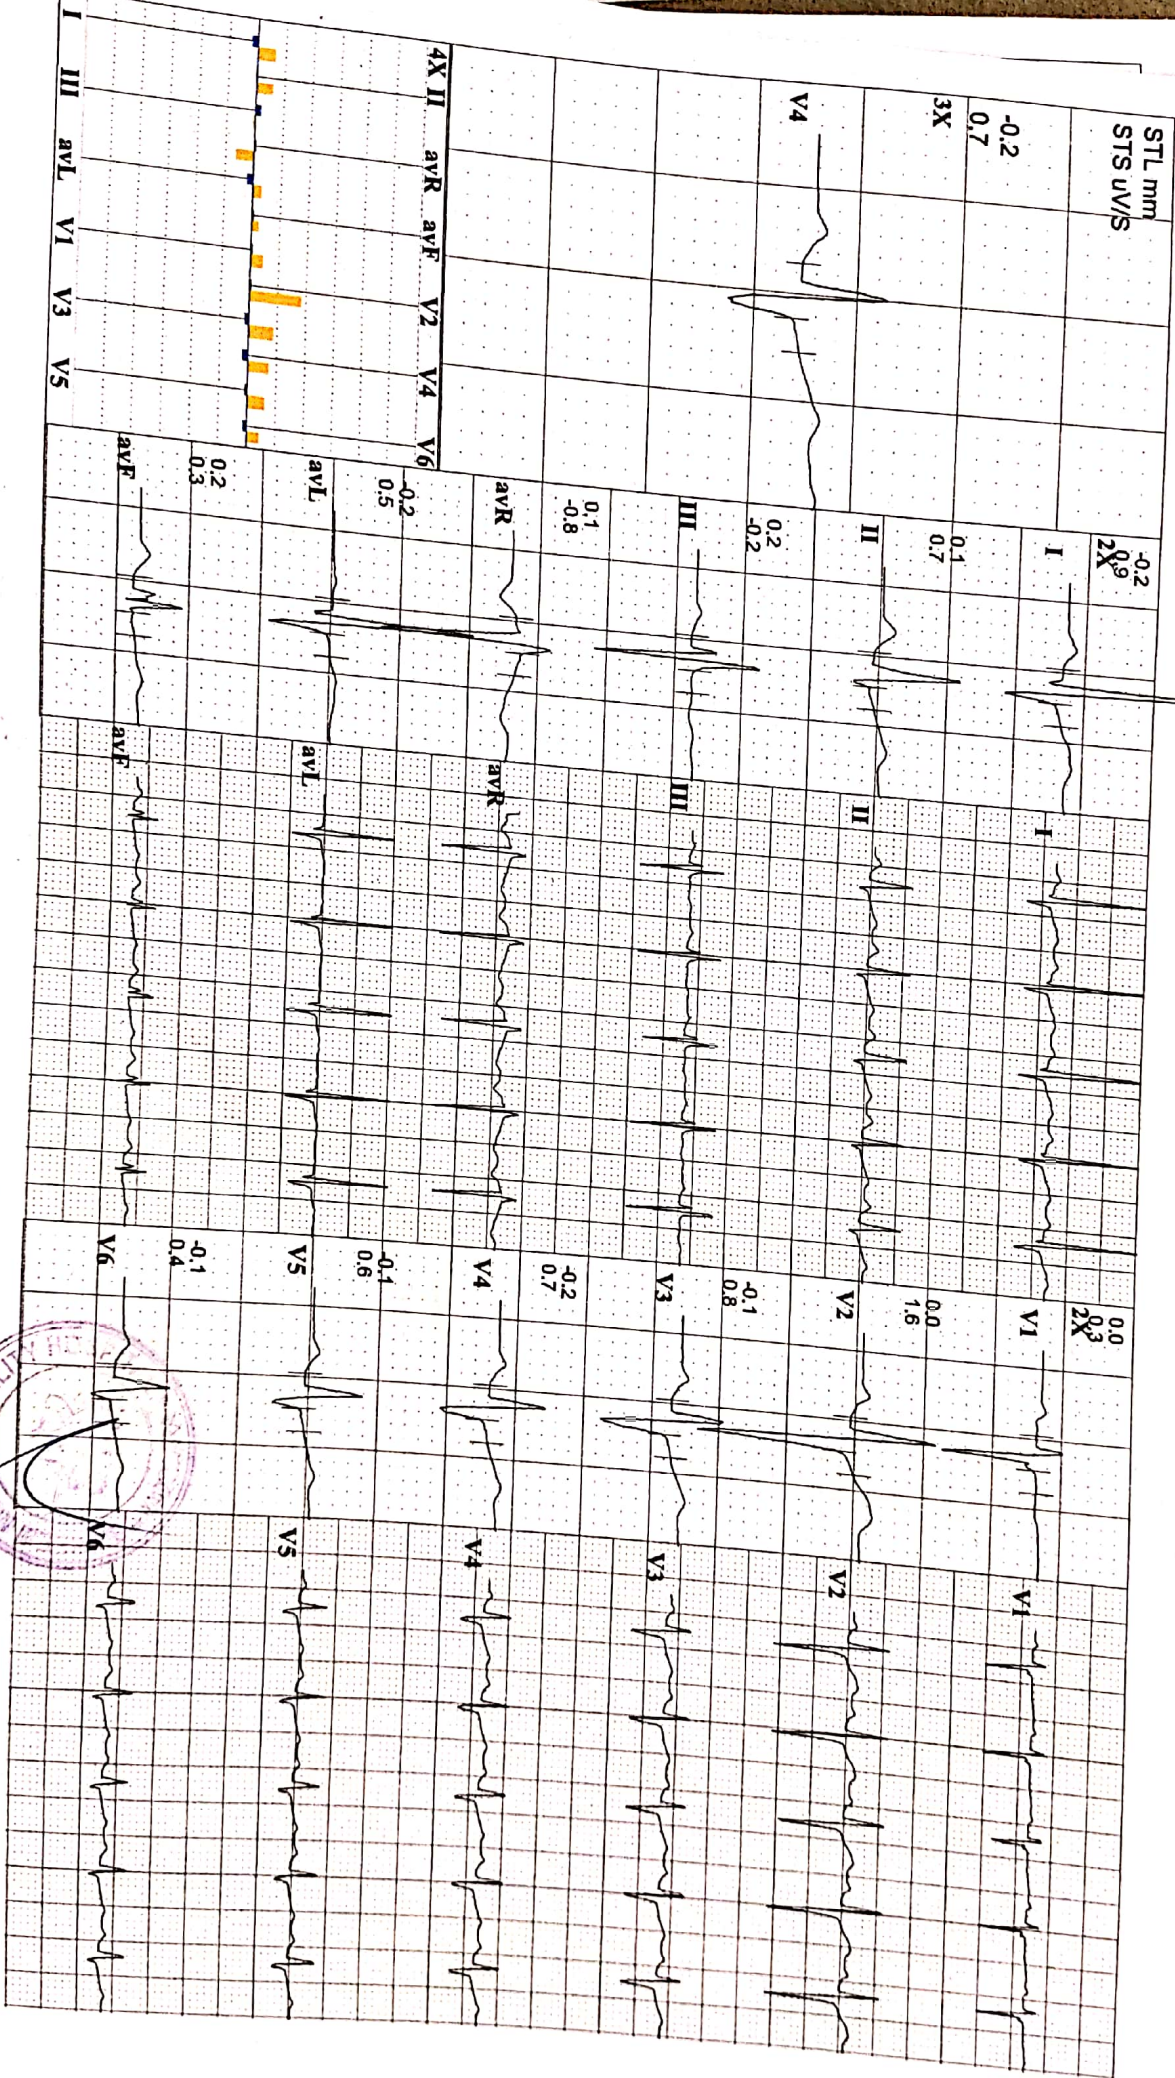 STL mm
STS uV/S
-0.2
0.7
3X
V4
4X II avR avF V2 V4 V6
I III avL V1 V3 V5
-0.2
0.9
2X
I
0.1
0.7
II
0.2
-0.2
III
0.1
-0.8
avR
-0.2
0.5
avL
0.2
0.3
avF
I
II
III
avR
avL
avF
0.0
0.3
2X
V1
0.0
1.6
V2
-0.1
0.8
V3
-0.2
0.7
V4
-0.1
0.6
V5
-0.1
0.4
V6
V1
V2
V3
V4
V5
V6